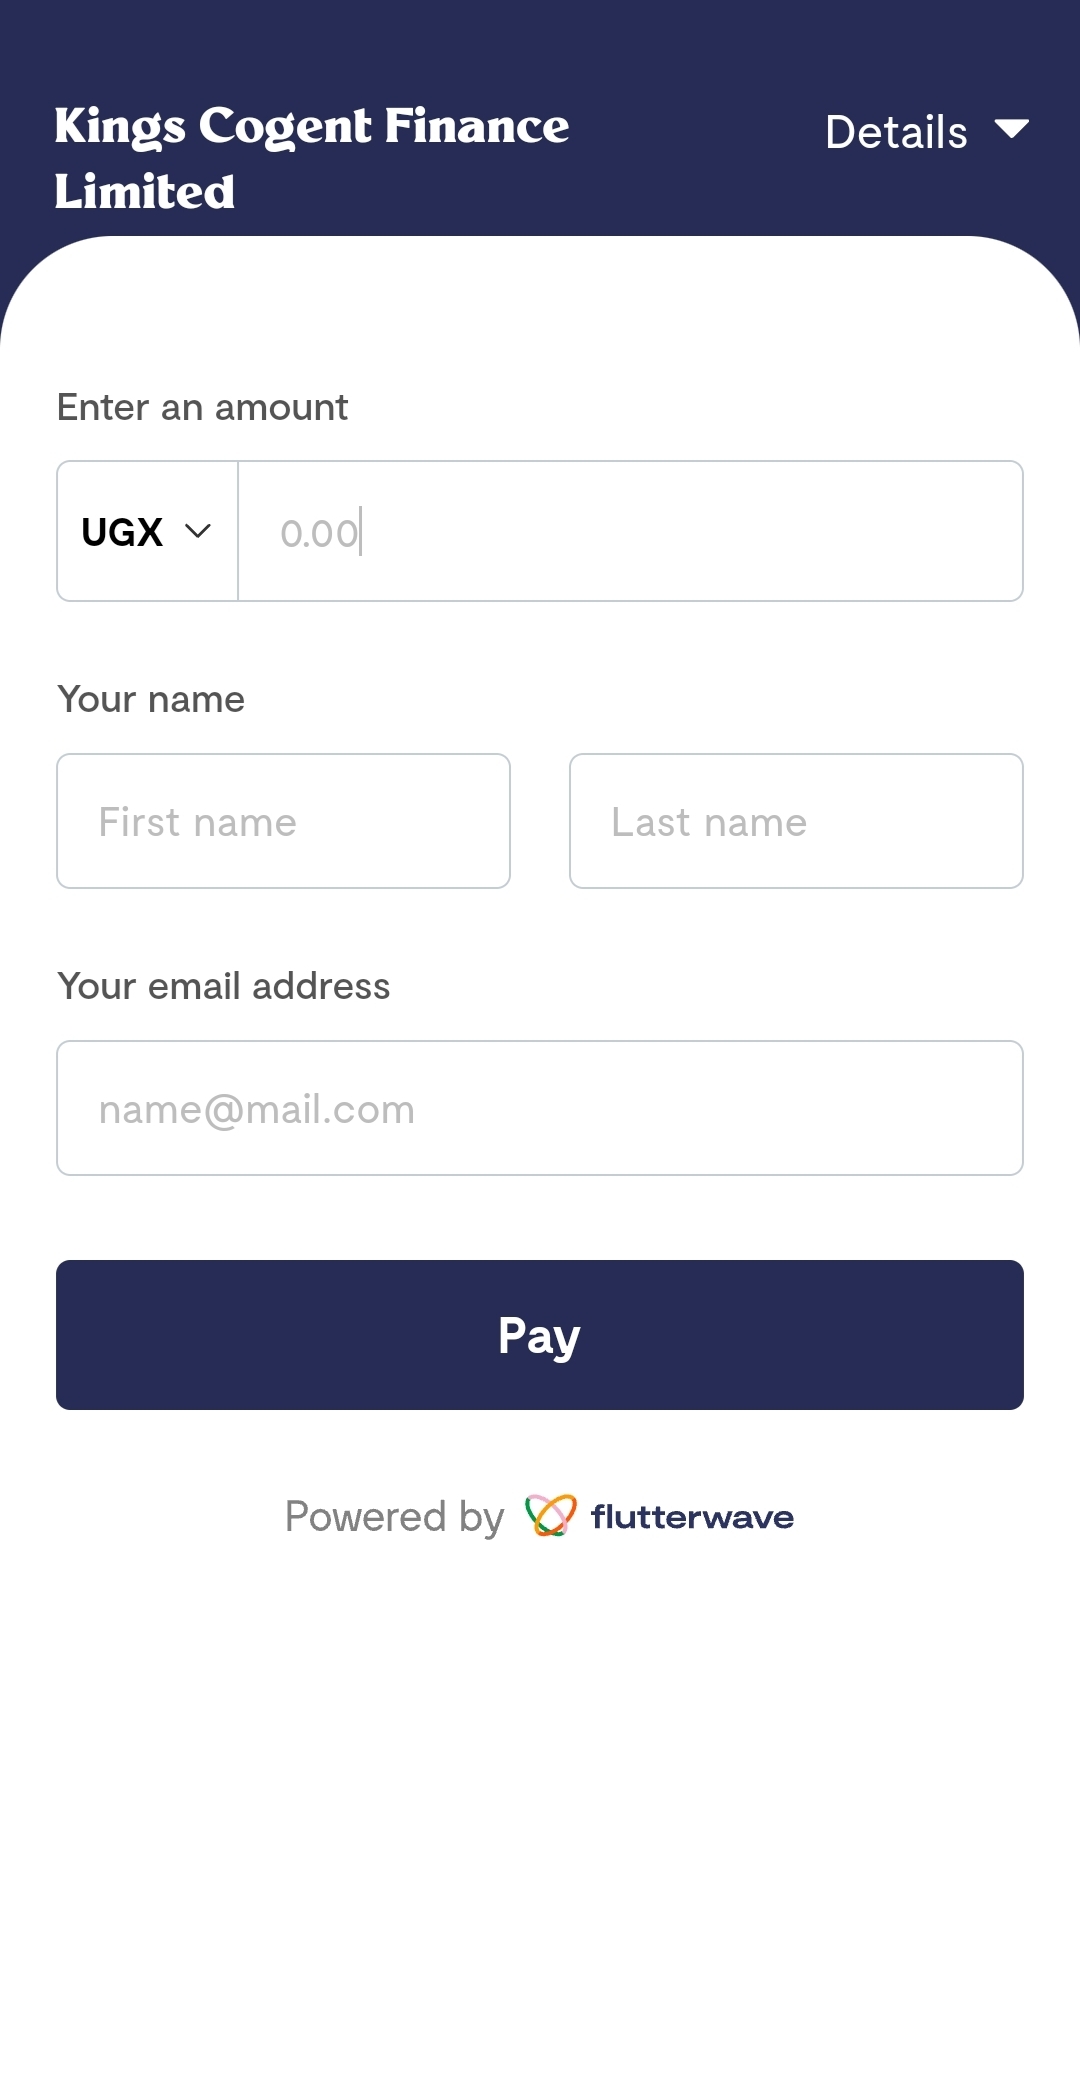 Kings Cogent Finance
Limited
Details
Enter an amount
UGX
0.00
Your name
First name
Last name
Your email address
name@mail.com
Pay
Powered by flutterwave